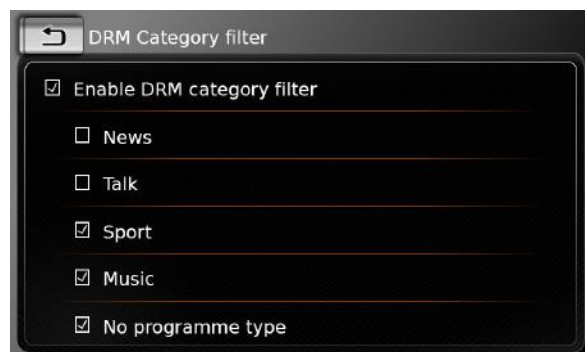 DRM Category filter
Enable DRM category filter
News
Talk
Sport
Music
No programme type